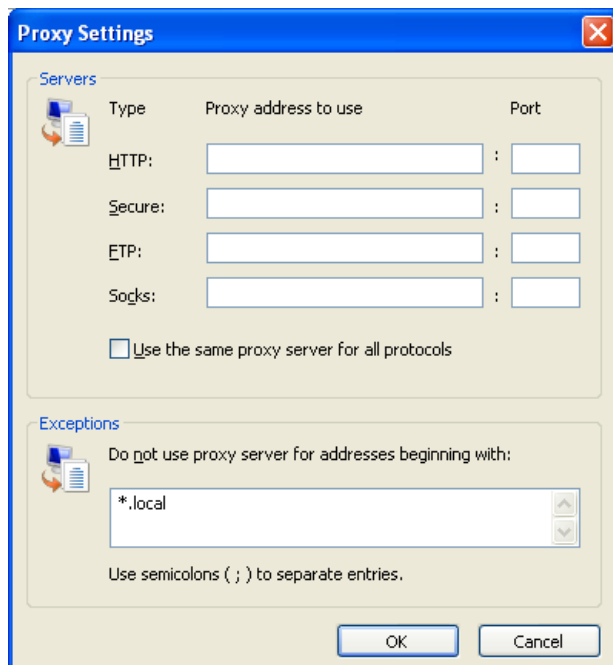 Proxy Settings
Servers
Type Proxy address to use Port
HTTP: :
Secure: :
FTP: :
Socks: :
Use the same proxy server for all protocols
Exceptions
Do not use proxy server for addresses beginning with:
*.local
Use semicolons ( ; ) to separate entries.
OK Cancel